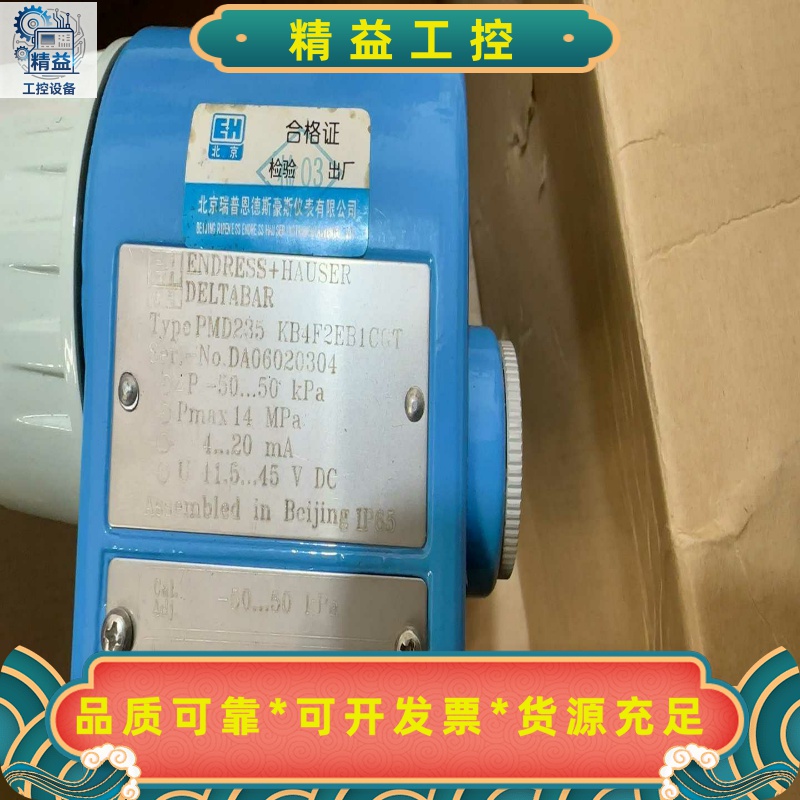 精益
工控设备
精益工控
EH
北京
合格证
检验 03 出厂
北京瑞普恩德斯豪斯仪表有限公司
ENDRESS+HAUSER
DELTABAR
Type PMD235 KB4F2EB1CGT
No.DA06020304
P -50...50 kPa
Pmax 14 MPa
4...20 mA
U 11.5...45 V DC
Assembled in Beijing IP65
-50...50 kPa
品质可靠*可开发票*货源充足